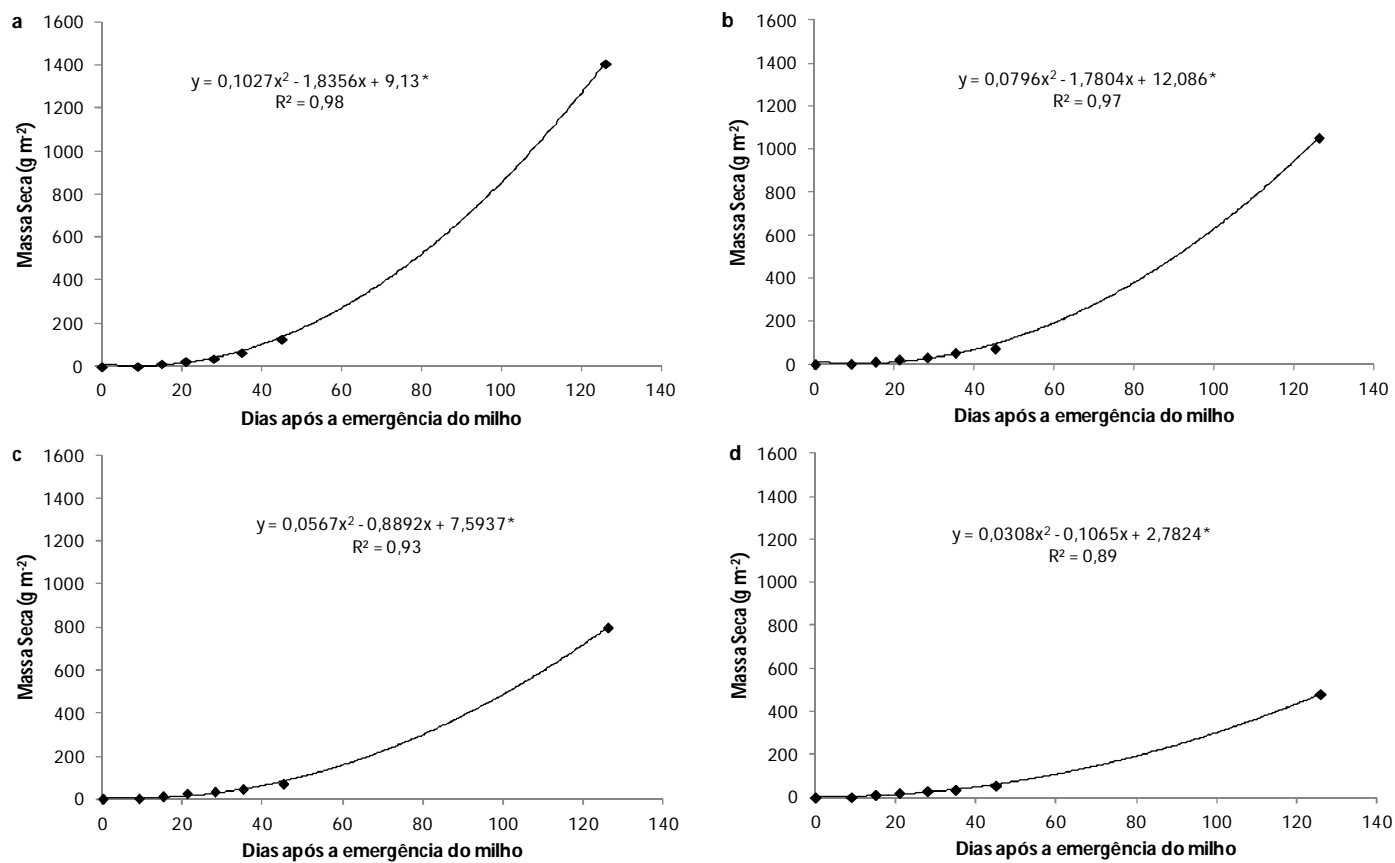 a
1600
1400
1200
1000
800
600
400
200
0
Massa Seca (g m-2)
y = 0,1027x² - 1,8356x + 9,13*
R² = 0,98
0 20 40 60 80 100 120 140
Dias após a emergência do milho
b
1600
1400
1200
1000
800
600
400
200
0
Massa Seca (g m-2)
y = 0,0796x² - 1,7804x + 12,086*
R² = 0,97
0 20 40 60 80 100 120 140
Dias após a emergência do milho
c
1600
1400
1200
1000
800
600
400
200
0
Massa Seca (g m-2)
y = 0,0567x² - 0,8892x + 7,5937*
R² = 0,93
0 20 40 60 80 100 120 140
Dias após a emergência do milho
d
1600
1400
1200
1000
800
600
400
200
0
Massa Seca (g m-2)
y = 0,0308x² - 0,1065x + 2,7824*
R² = 0,89
0 20 40 60 80 100 120 140
Dias após a emergência do milho